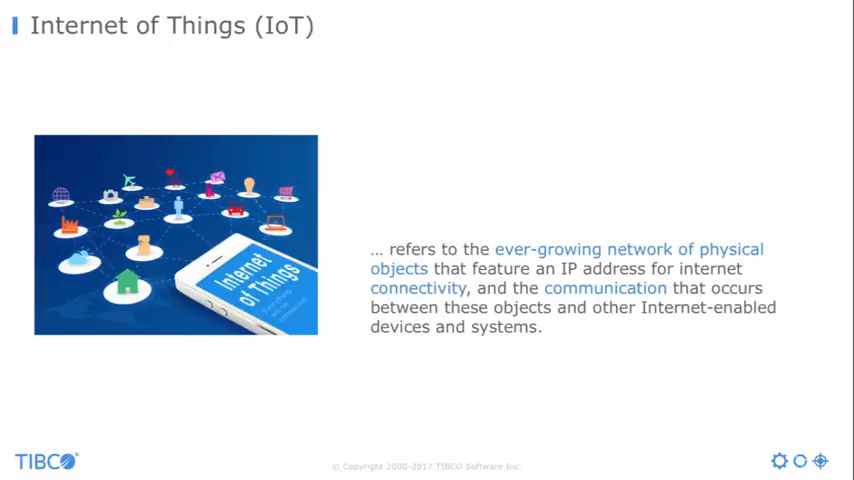 Internet of Things (IoT)
Internet
of Things
… refers to the ever-growing network of physical
objects that feature an IP address for internet
connectivity, and the communication that occurs
between these objects and other Internet-enabled
devices and systems.
TIBCO®
© Copyright 2000-2017 TIBCO Software Inc.